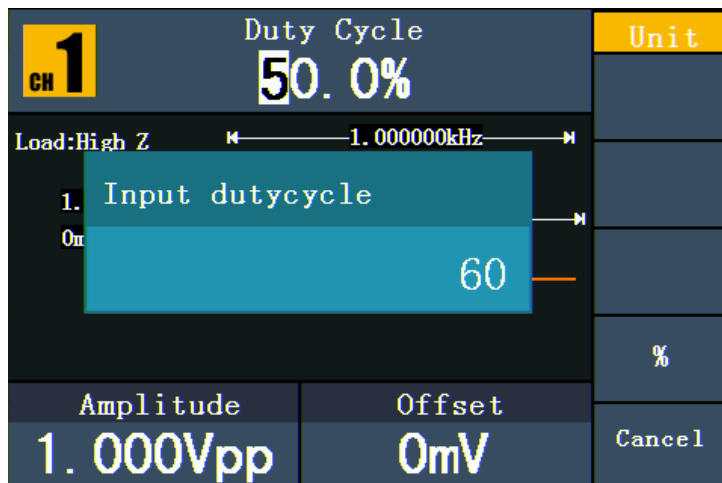 CH 1
Duty Cycle
50.0%
Unit
Load:High Z
1.000000kHz
Input dutycycle
1.
60
%
Amplitude
Offset
1.000Vpp
0mV
Cancel